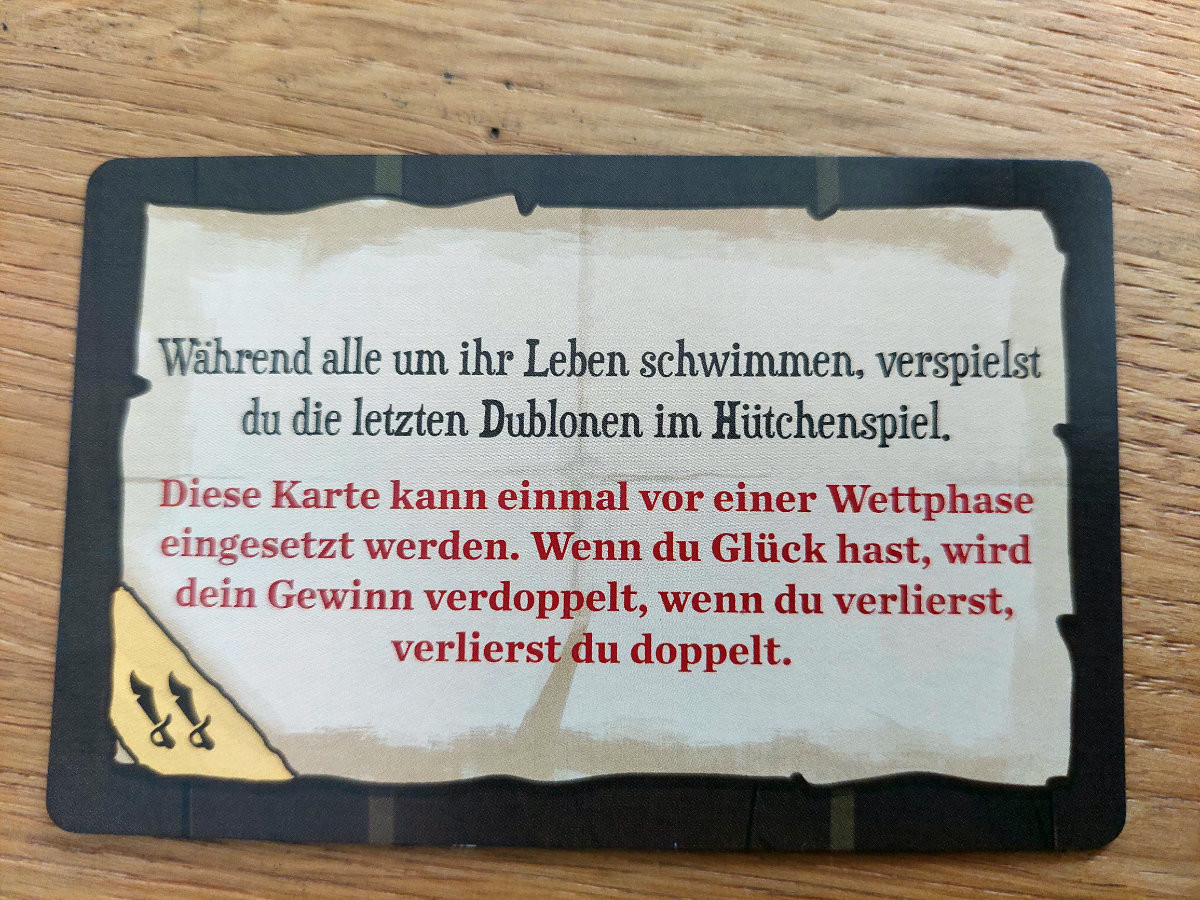 Während alle um ihr Leben schwimmen, verspielst
du die letzten Dublonen im Hütchenspiel.
Diese Karte kann einmal vor einer Wettphase
eingesetzt werden. Wenn du Glück hast, wird
dein Gewinn verdoppelt, wenn du verlierst,
verlierst du doppelt.